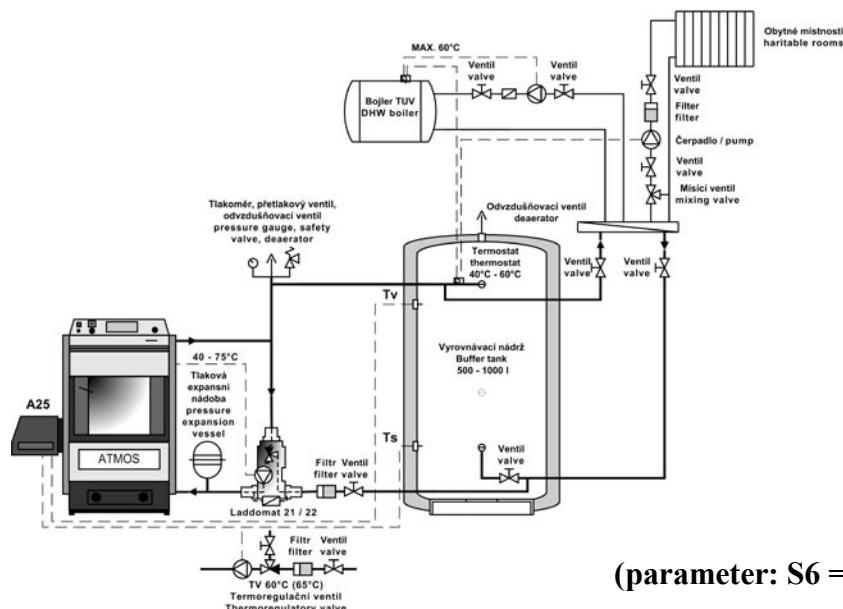 Obytné místnosti
haritable rooms
MAX. 60°C
Ventil
valve
Ventil
valve
Bojler TUV
DHW boiler
Ventil
valve
Filter
filter
Čerpadlo / pump
Ventil
valve
Mísící ventil
mixing valve
Tlakoměr, přetlakový ventil,
odvzdušňovací ventil
pressure gauge, safety
valve, deaerator
Odvzdušňovací ventil
deaerator
Termostat
thermostat
40°C - 60°C
Ventil
valve
Ventil
valve
Tv
40 - 75°C
Vyrovnávací nádrž
Buffer tank
500 - 1000 l
Tlaková
expansní
nádoba
pressure
expansion
vessel
A25
ATMOS
Ts
Filtr
filter
Ventil
valve
Ventil
valve
Laddomat 21 / 22
Filtr
filter
Ventil
valve
TV 60°C (65°C)
Termoregulační ventil
Thermoregulatory valve
(parameter: S6 =